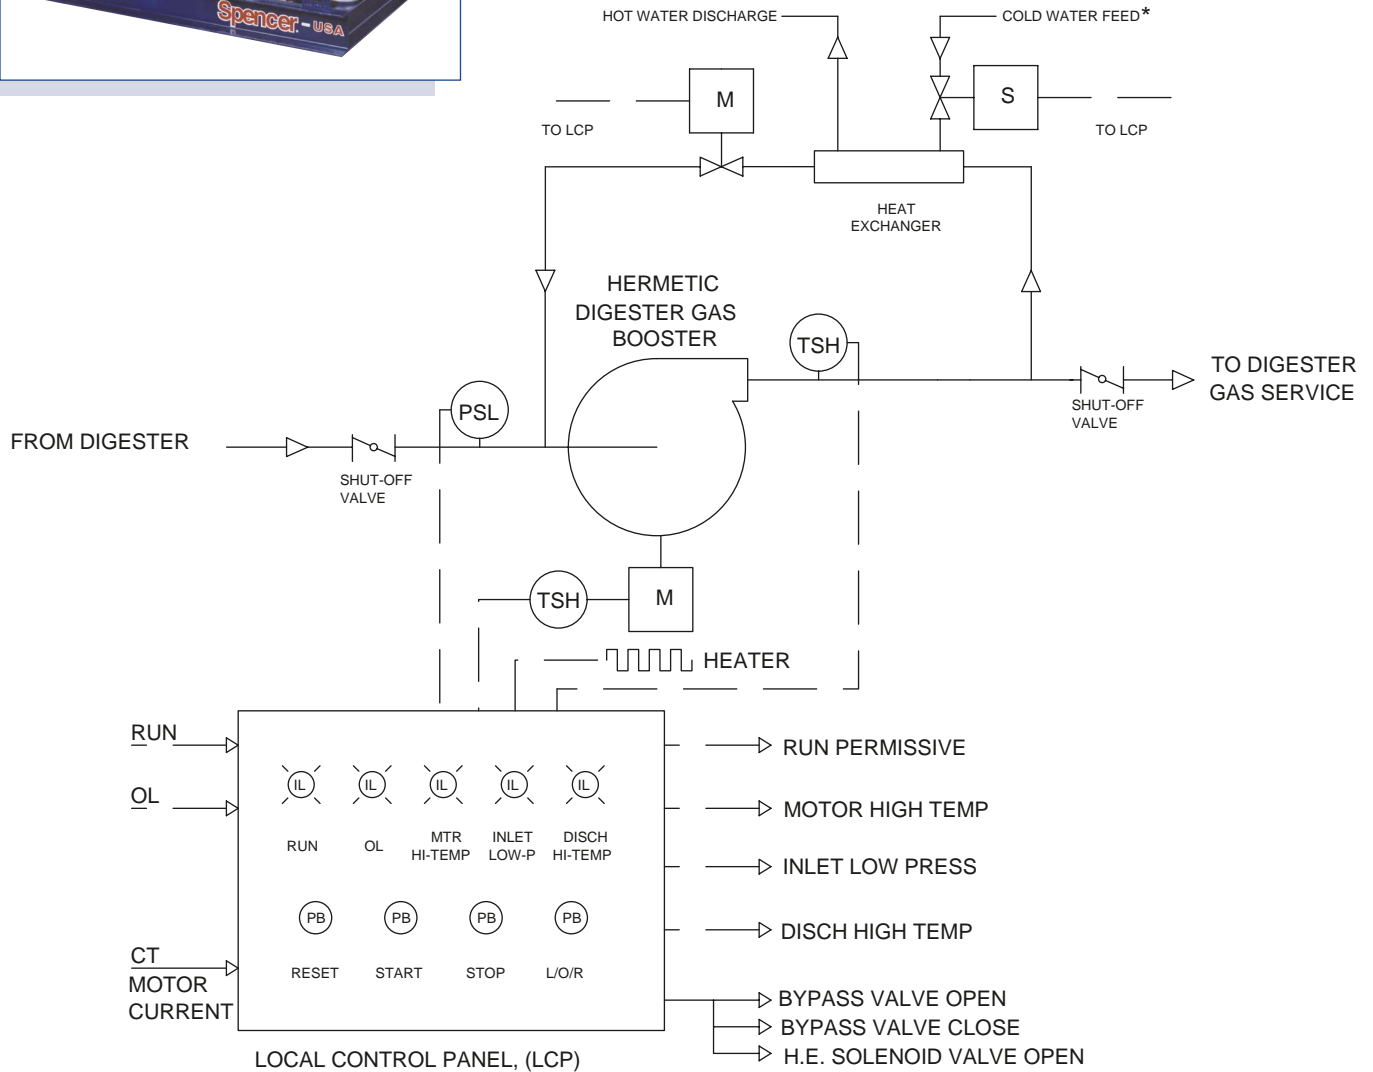 Spencer® - USA
HOT WATER DISCHARGE
COLD WATER FEED*
M
S
TO LCP
TO LCP
HEAT
EXCHANGER
HERMETIC
DIGESTER GAS
BOOSTER
TSH
TO DIGESTER
GAS SERVICE
SHUT-OFF
VALVE
PSL
FROM DIGESTER
SHUT-OFF
VALVE
TSH
M
HEATER
RUN
OL
CT
MOTOR
CURRENT
IL IL IL IL IL
RUN
OL
MTR
HI-TEMP
INLET
LOW-P
DISCH
HI-TEMP
PB PB PB PB
RESET START STOP L/O/R
RUN PERMISSIVE
MOTOR HIGH TEMP
INLET LOW PRESS
DISCH HIGH TEMP
BYPASS VALVE OPEN
BYPASS VALVE CLOSE
H.E. SOLENOID VALVE OPEN
LOCAL CONTROL PANEL, (LCP)